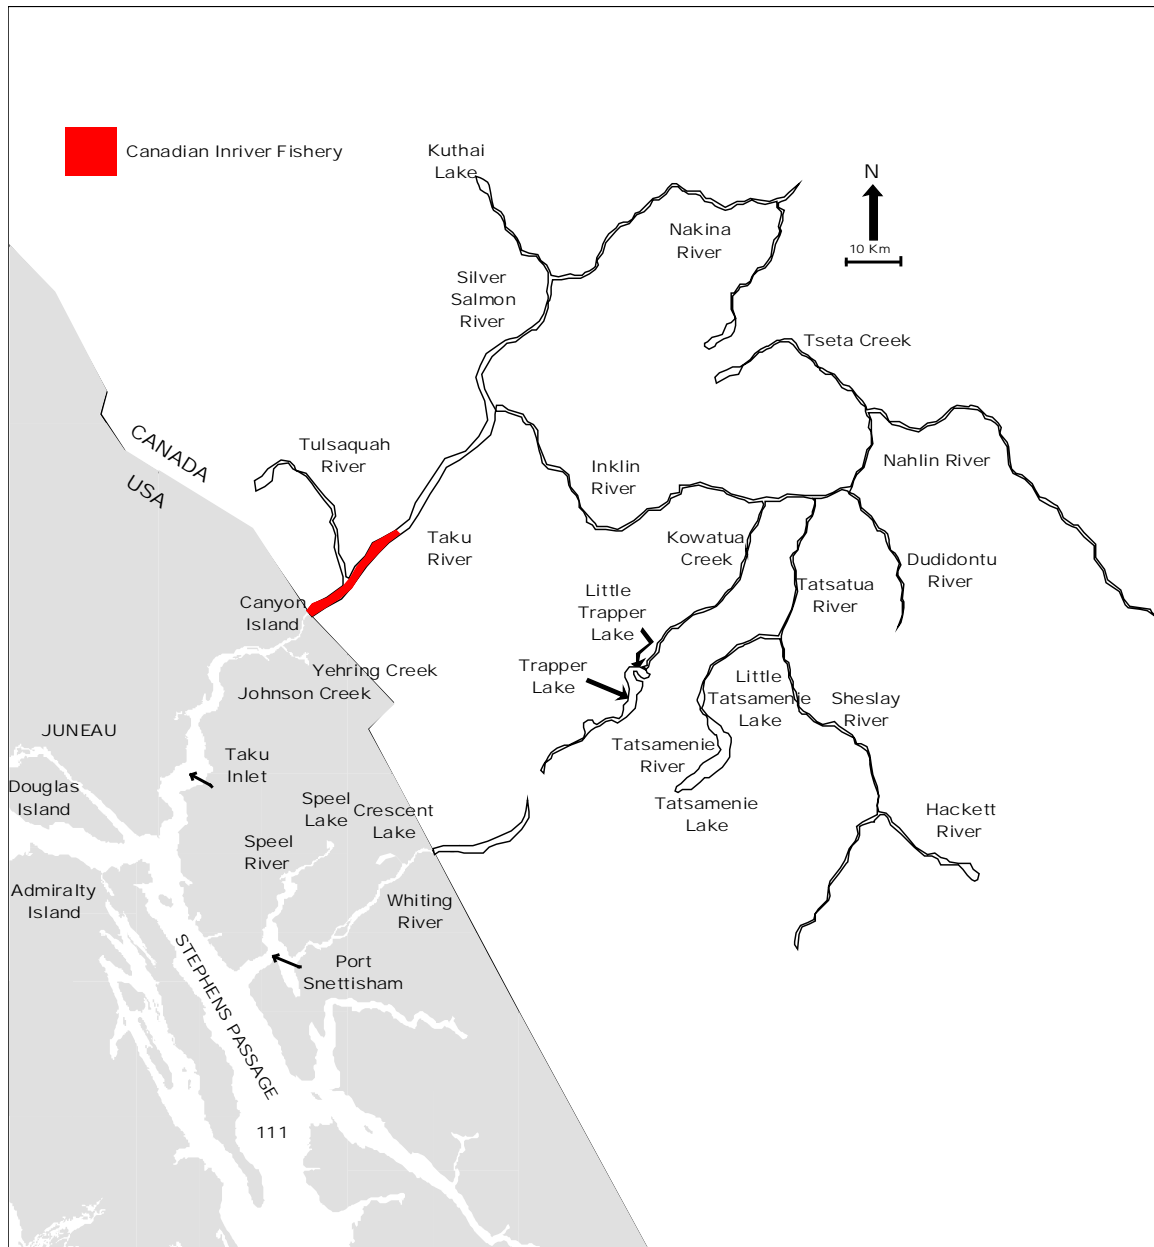 Canadian Inriver Fishery
Kuthai
Lake
N
10 Km
Nakina
River
Silver
Salmon
River
Tseta Creek
CANADA
USA
Tulsaquah
River
Inklin
River
Nahlin River
Taku
River
Kowatua
Creek
Dudidontu
River
Tatsatua
River
Canyon
Island
Little
Trapper
Lake
Yehring Creek
Johnson Creek
Trapper
Lake
Little
Tatsamenie
Lake
Sheslay
River
JUNEAU
Taku
Inlet
Tatsamenie
River
Douglas
Island
Speel
Lake
Crescent
Lake
Tatsamenie
Lake
Hackett
River
Speel
River
Admiralty
Island
Whiting
River
STEPHENS PASSAGE
Port
Snettisham
111